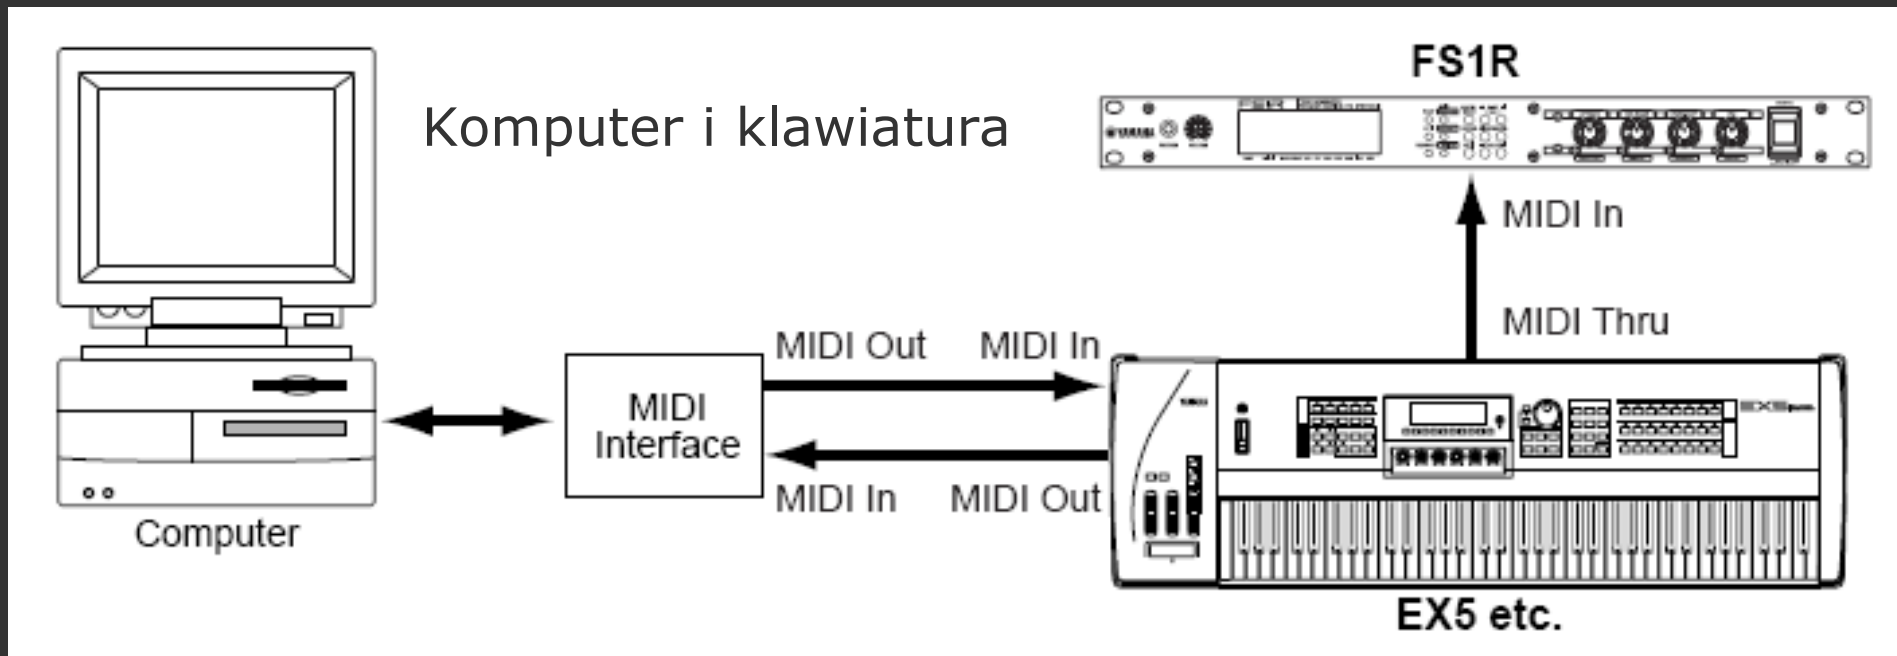 FS1R
Komputer i klawiatura
YAMAHA
MIDI In
MIDI Thru
MIDI Out MIDI In
MIDI
Interface
MIDI In MIDI Out
Computer
EX5 etc.